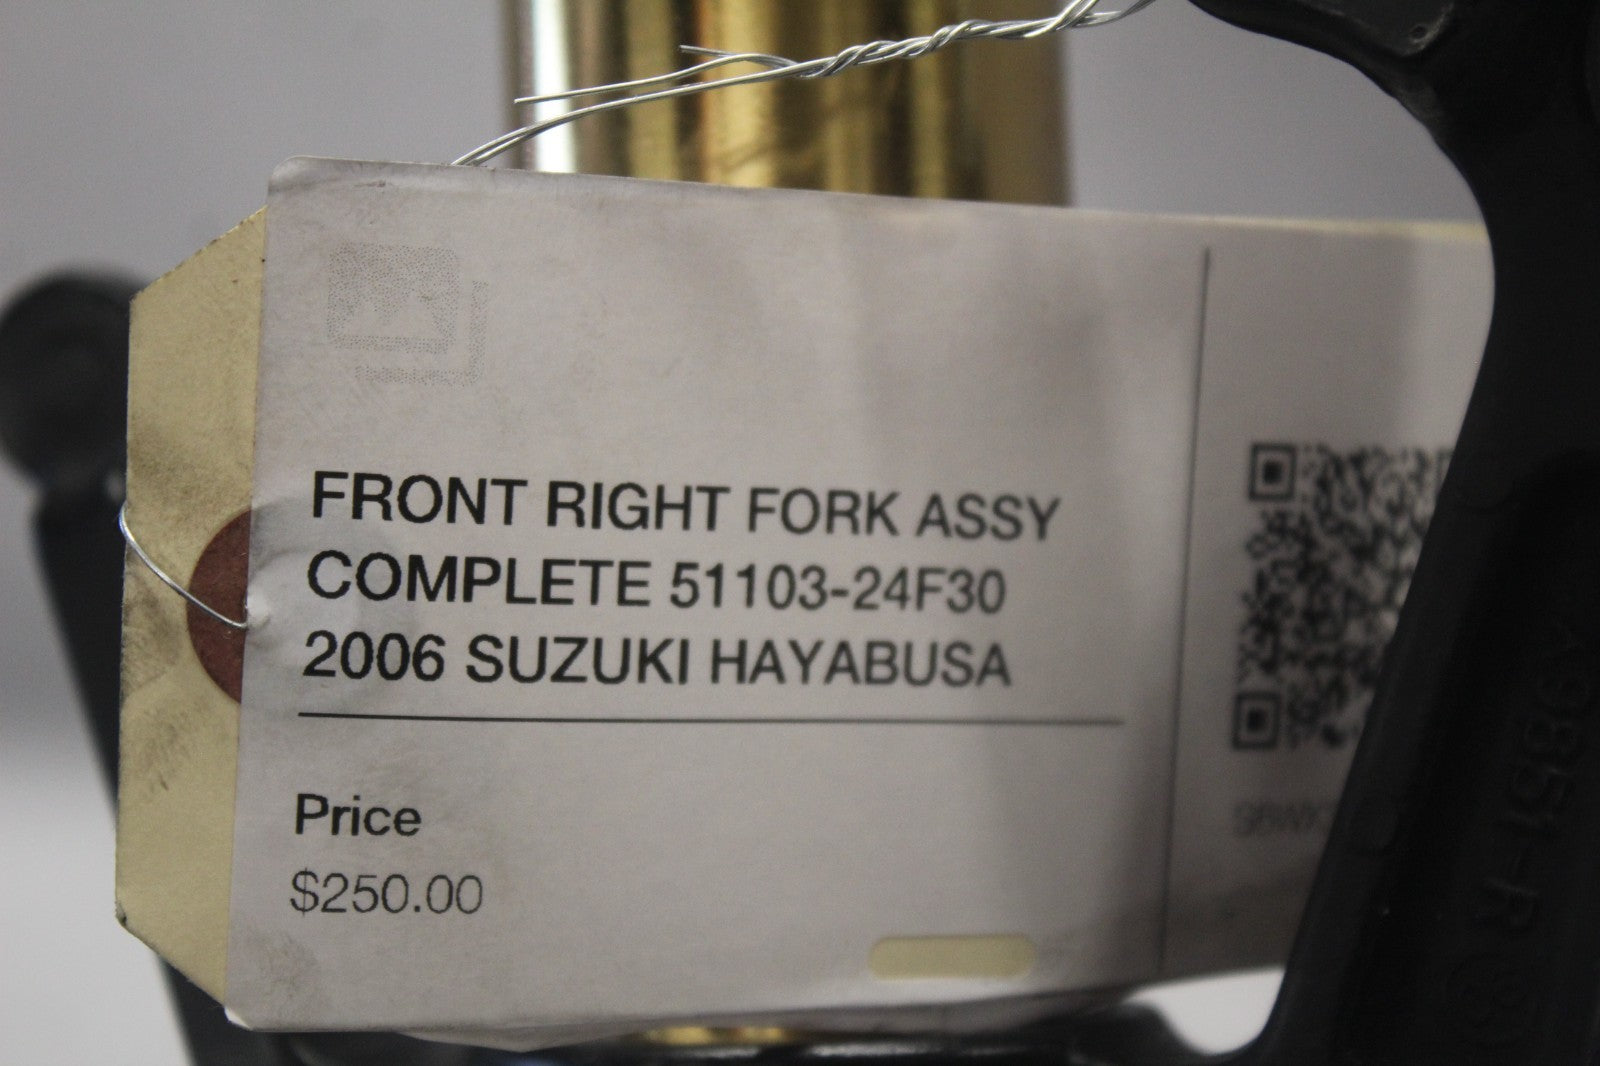 FRONT RIGHT FORK ASSY
COMPLETE 51103-24F30
2006 SUZUKI HAYABUSA
Price
$250.00